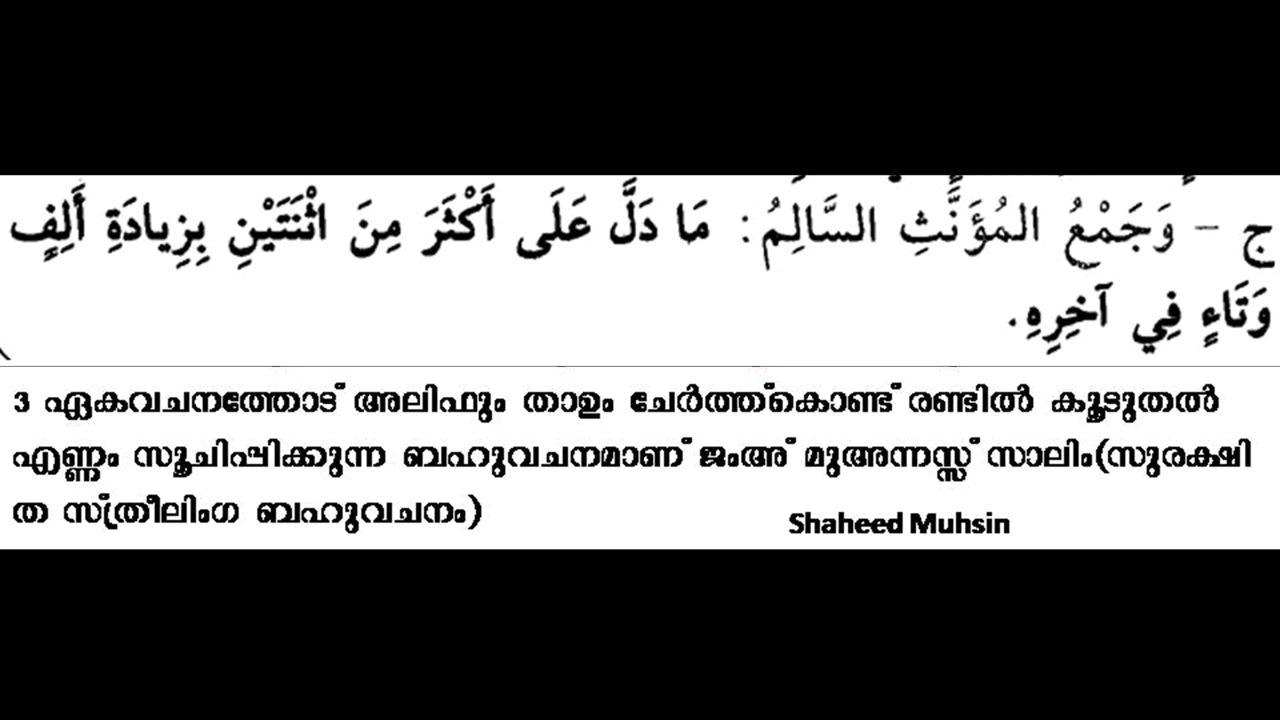 ج - وَجَمْعُ المُؤَنَّثِ السَّالِمُ: مَا دَلَّ عَلَى أَكْثَرَ مِنَ اثْنَتَيْنِ بِزِيادَةِ أَلِفٍ
وَتَاءٍ فِي آخِرِهِ.
3 ഏകവചനത്തോട് അലിഫും താഉം ചേർത്ത്കൊണ്ട് രണ്ടിൽ കൂടുതൽ
എണ്ണം സൂചിപ്പിക്കുന്ന ബഹുവചനമാണ് ജംഅ് മുഅന്നസ്സ് സാലിം(സുരക്ഷി
ത സ്ത്രീലിംഗ ബഹുവചനം)
Shaheed Muhsin